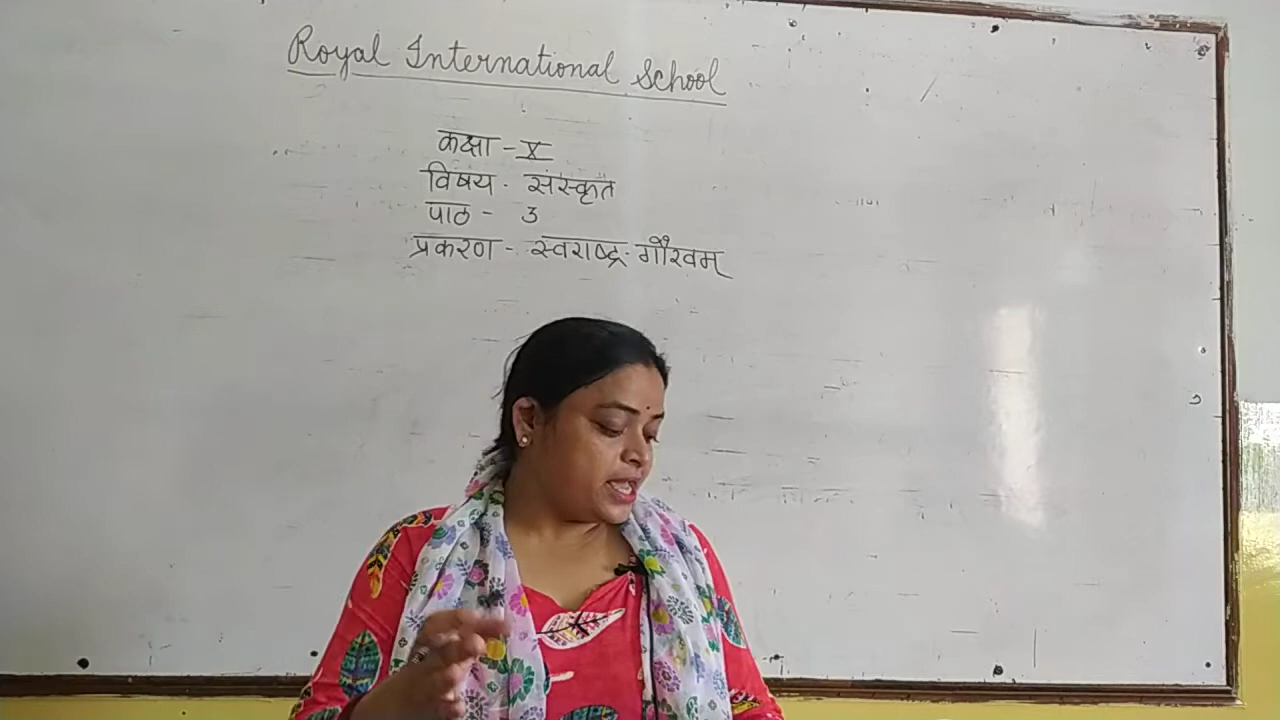 Royal International School
कक्षा - X
विषय - संस्कृत
पाठ - 3
प्रकरण - स्वराष्ट्र-गौरवम्